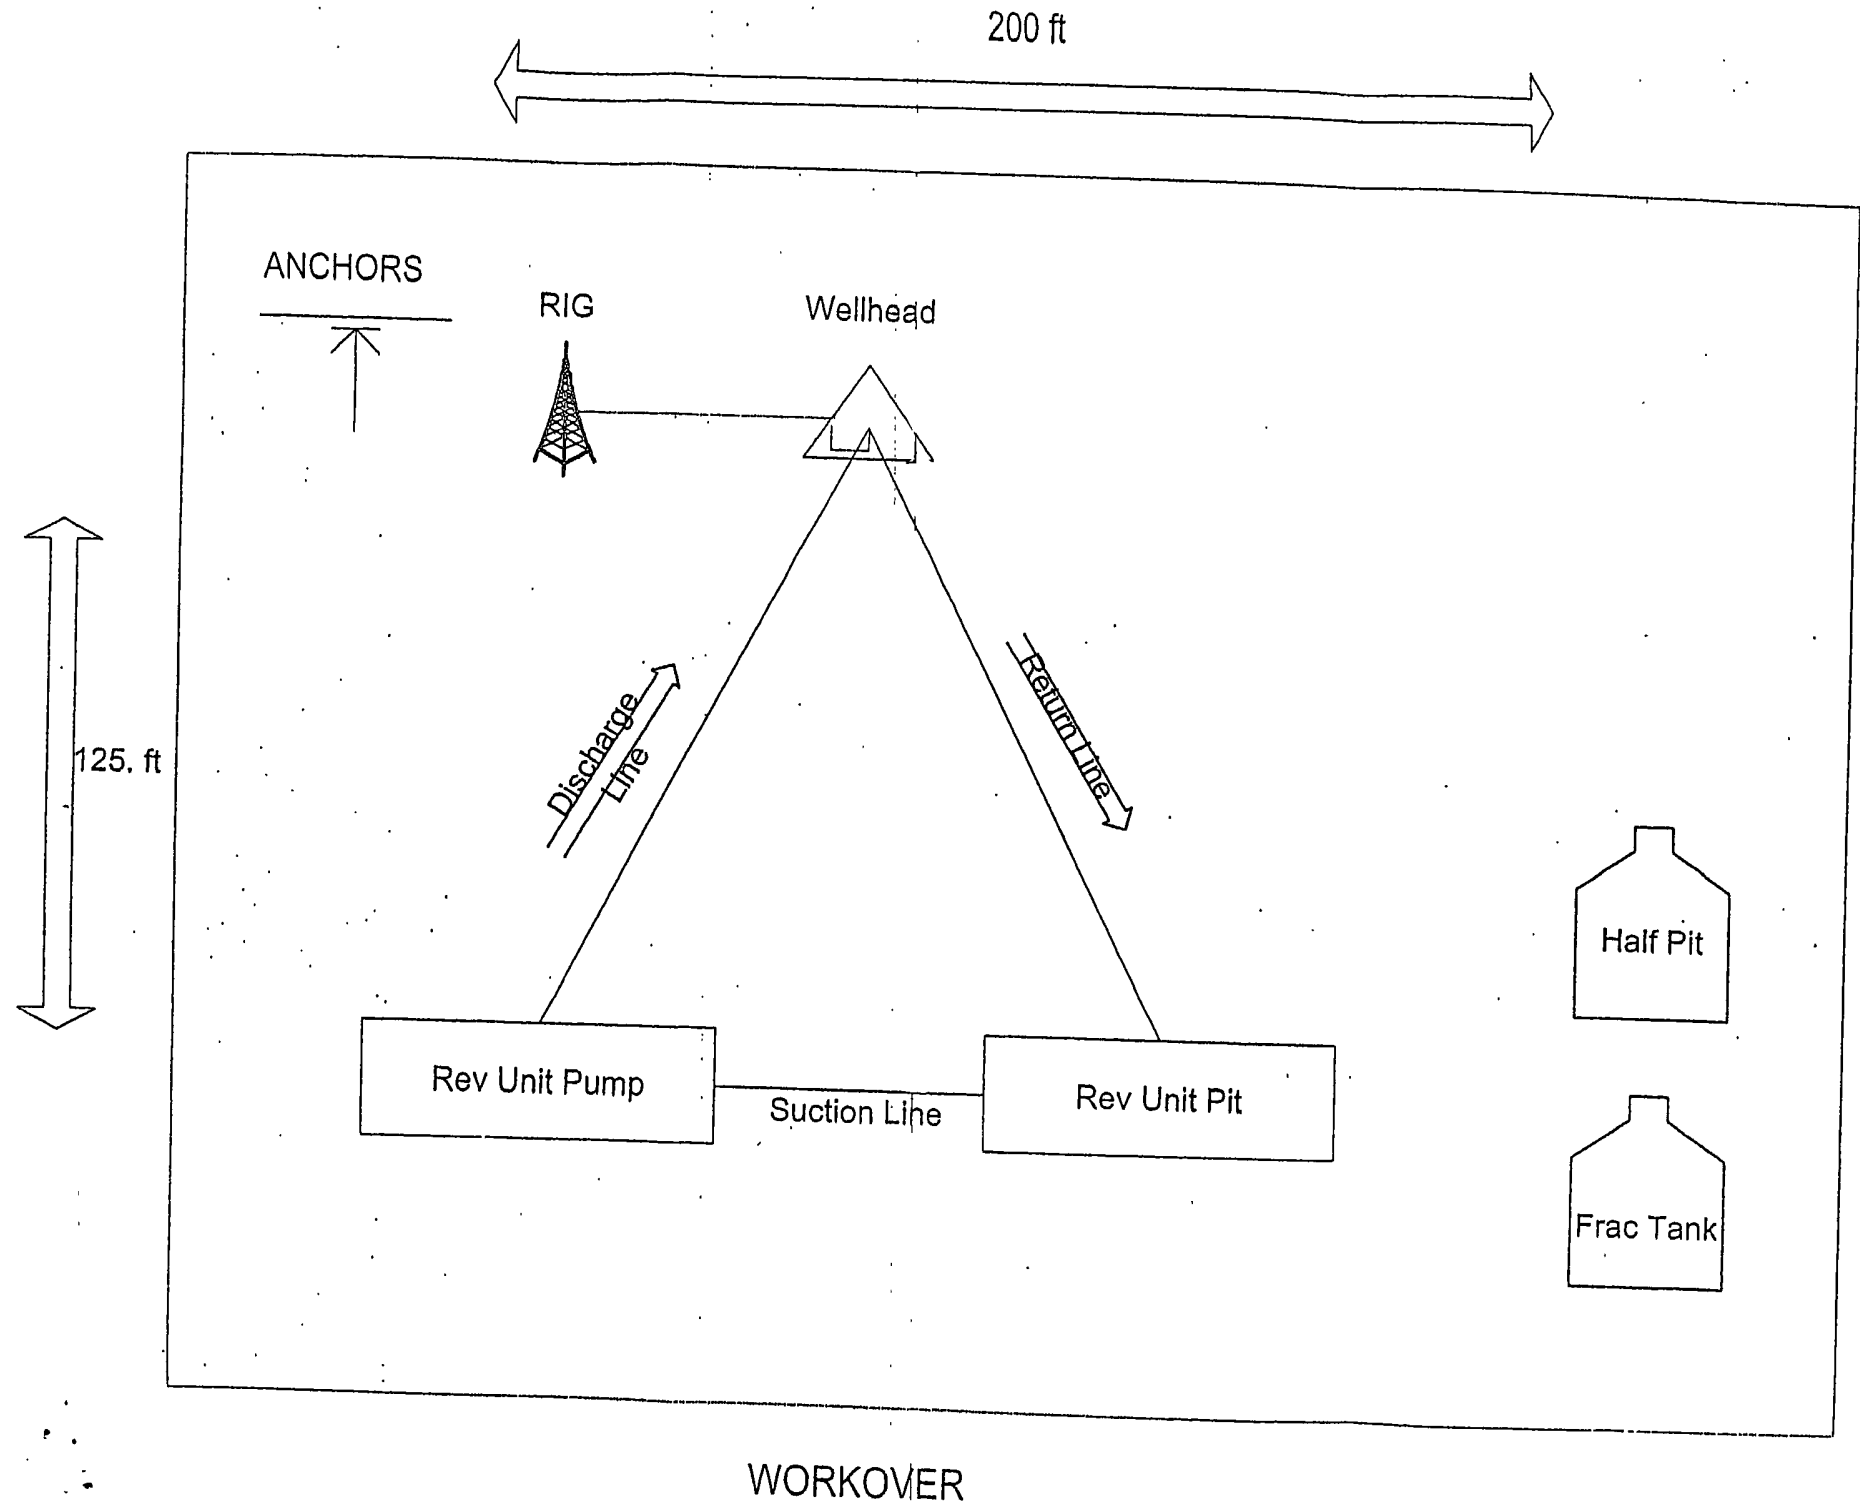 200 ft
ANCHORS
RIG
Wellhead
125. ft
Discharge
Line
Return Line
Half Pit
Rev Unit Pump
Suction Line
Rev Unit Pit
Frac Tank
WORKOVER